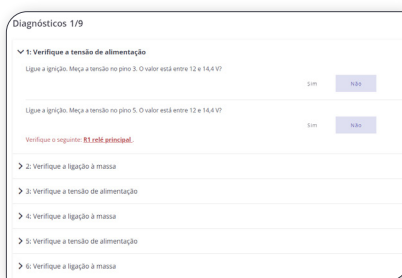 Diagnósticos 1/9
1: Verifique a tensão de alimentação
Ligue a ignição. Meça a tensão no pino 3. O valor está entre 12 e 14,4 V?
Sim Não
Ligue a ignição. Meça a tensão no pino 5. O valor está entre 12 e 14,4 V?
Sim Não
Verifique o seguinte: R1 relé principal.
2: Verifique a ligação à massa
3: Verifique a tensão de alimentação
4: Verifique a ligação à massa
5: Verifique a tensão de alimentação
6: Verifique a ligação à massa